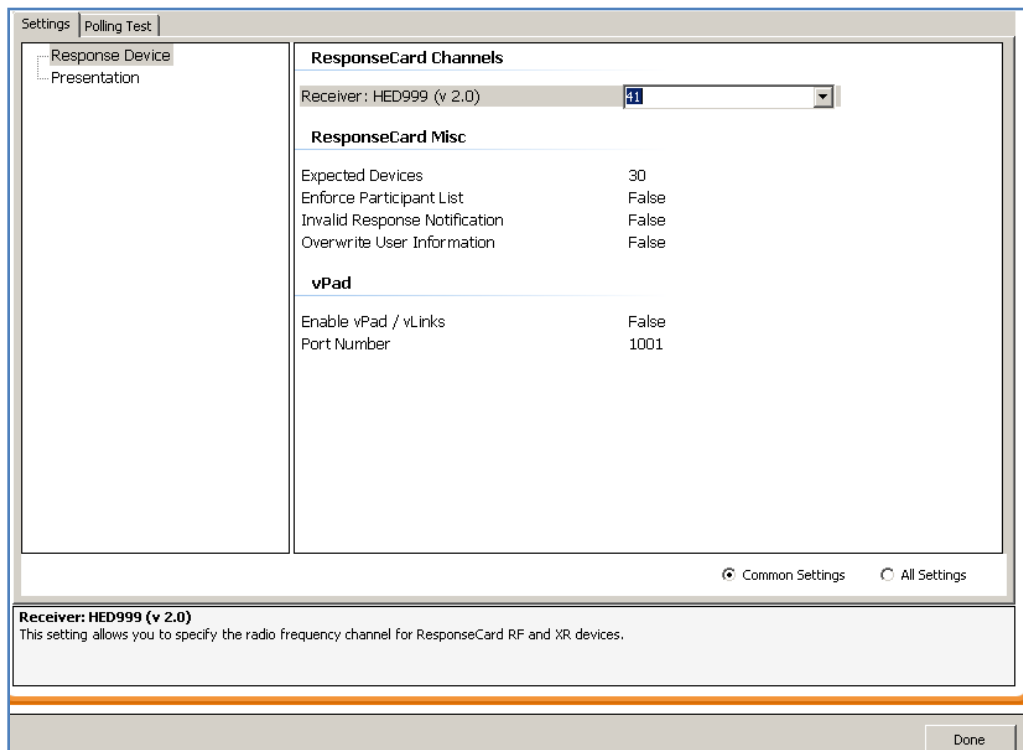 Settings Polling Test
Response Device
Presentation
ResponseCard Channels
Receiver: HED999 (v 2.0) 41
ResponseCard Misc
Expected Devices 30
Enforce Participant List False
Invalid Response Notification False
Overwrite User Information False
vPad
Enable vPad / vLinks False
Port Number 1001
Common Settings All Settings
Receiver: HED999 (v 2.0)
This setting allows you to specify the radio frequency channel for ResponseCard RF and XR devices.
Done